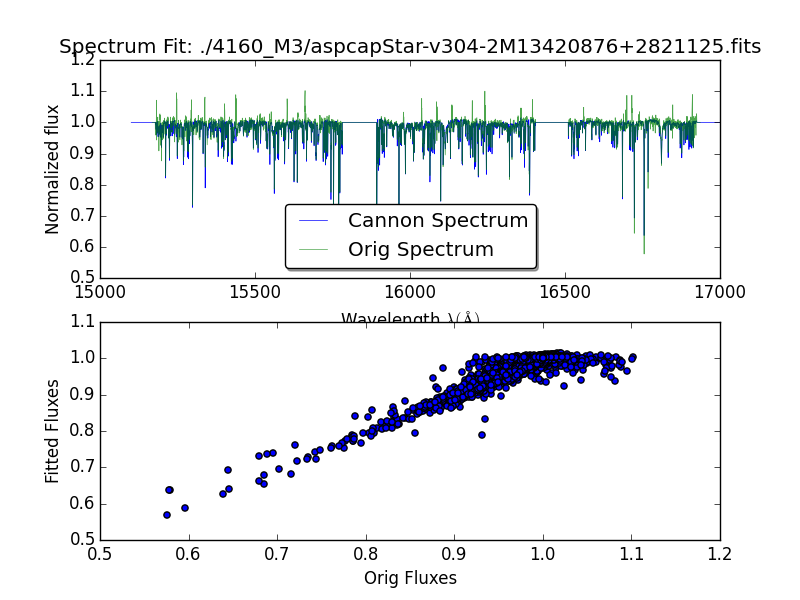 Spectrum Fit: ./4160_M3/aspcapStar-v304-2M13420876+2821125.fits
1.2
1.1
1.0
0.9
0.8
0.7
0.6
0.5
Normalized flux
Cannon Spectrum
Orig Spectrum
15000 15500 16000 16500 17000
Wavelength λ(Å)
1.1
1.0
0.9
0.8
0.7
0.6
0.5
Fitted Fluxes
0.5 0.6 0.7 0.8 0.9 1.0 1.1 1.2
Orig Fluxes